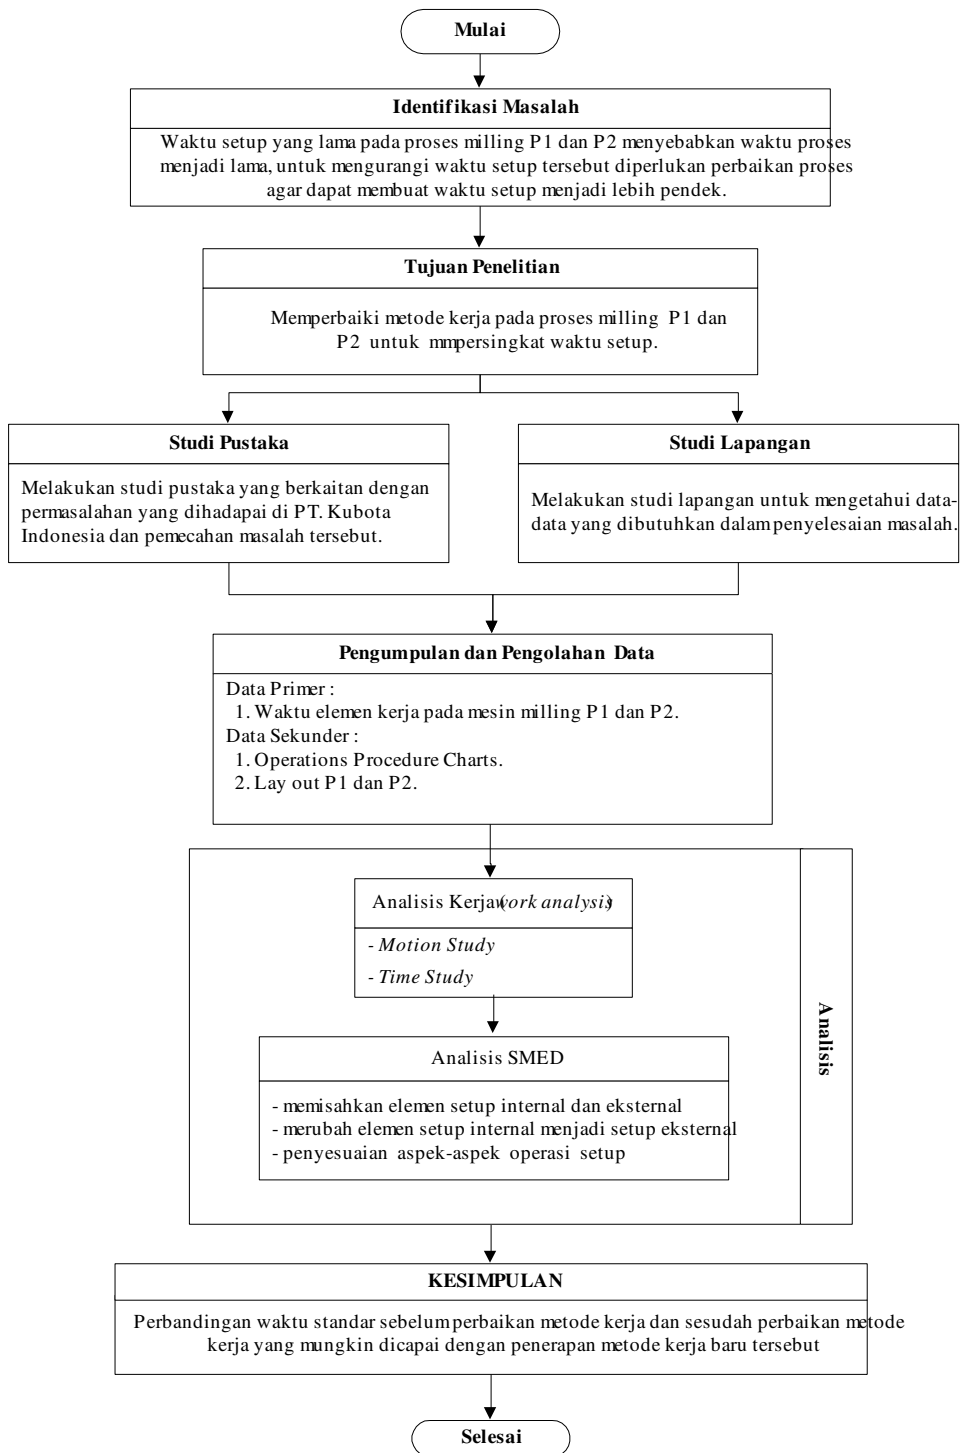 Mulai
Identifikasi Masalah
Waktu setup yang lama pada proses milling P1 dan P2 menyebabkan waktu proses
menjadi lama, untuk mengurangi waktu setup tersebut diperlukan perbaikan proses
agar dapat membuat waktu setup menjadi lebih pendek.
Tujuan Penelitian
Memperbaiki metode kerja pada proses milling P1 dan
P2 untuk mmpersingkat waktu setup.
Studi Pustaka
Melakukan studi pustaka yang berkaitan dengan
permasalahan yang dihadapai di PT. Kubota
Indonesia dan pemecahan masalah tersebut.
Studi Lapangan
Melakukan studi lapangan untuk mengetahui data-
data yang dibutuhkan dalam penyelesaian masalah.
Pengumpulan dan Pengolahan Data
Data Primer :
1. Waktu elemen kerja pada mesin milling P1 dan P2.
Data Sekunder :
1. Operations Procedure Charts.
2. Lay out P1 dan P2.
Analisis Kerja (work analysis)
- Motion Study
- Time Study
Analisis SMED
- memisahkan elemen setup internal dan eksternal
- merubah elemen setup internal menjadi setup eksternal
- penyesuaian aspek-aspek operasi setup
Analisis
KESIMPULAN
Perbandingan waktu standar sebelum perbaikan metode kerja dan sesudah perbaikan metode
kerja yang mungkin dicapai dengan penerapan metode kerja baru tersebut
Selesai